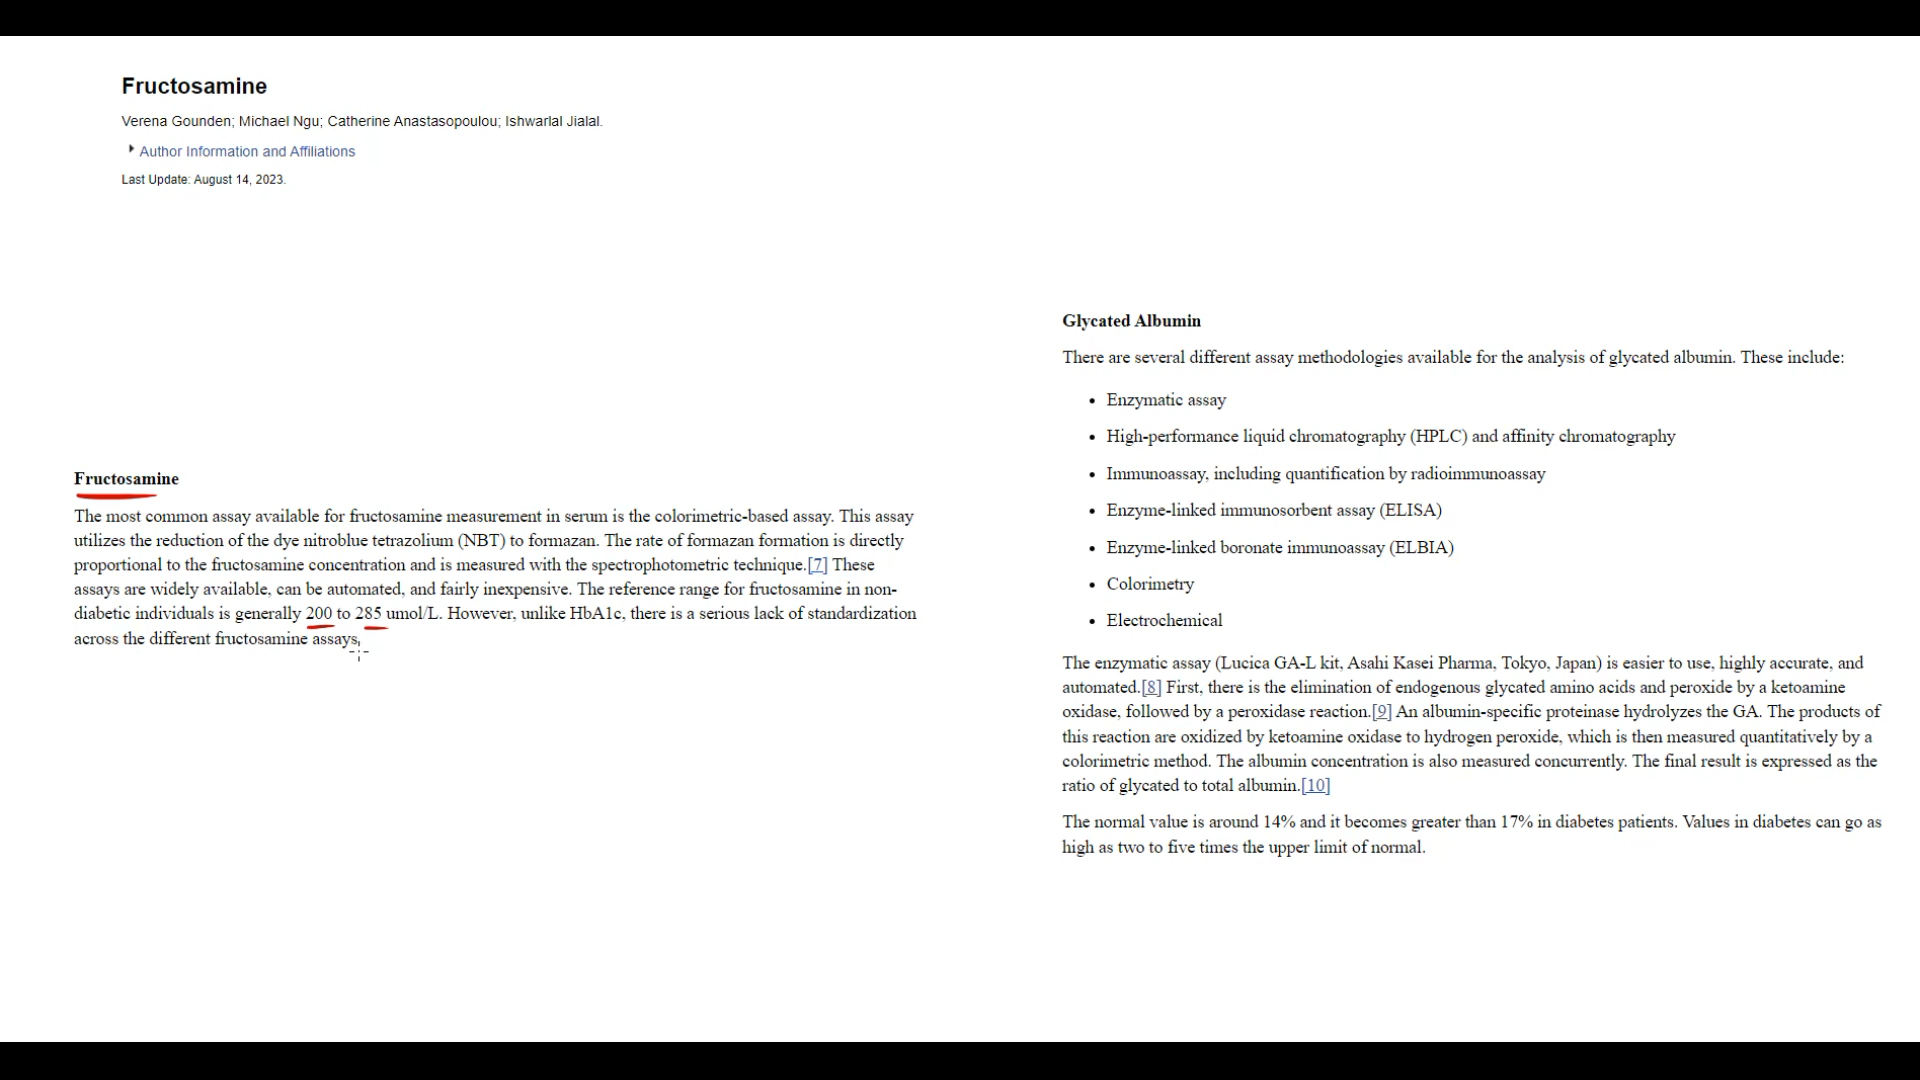 Fructosamine
Verena Gounden; Michael Ngu; Catherine Anastasopoulou; Ishwarlal Jialal.
Author Information and Affiliations
Last Update: August 14, 2023.
Fructosamine
The most common assay available for fructosamine measurement in serum is the colorimetric-based assay. This assay
utilizes the reduction of the dye nitroblue tetrazolium (NBT) to formazan. The rate of formazan formation is directly
proportional to the fructosamine concentration and is measured with the spectrophotometric technique.[7] These
assays are widely available, can be automated, and fairly inexpensive. The reference range for fructosamine in non-
diabetic individuals is generally 200 to 285 umol/L. However, unlike HbA1c, there is a serious lack of standardization
across the different fructosamine assays.
Glycated Albumin
There are several different assay methodologies available for the analysis of glycated albumin. These include:
• Enzymatic assay
• High-performance liquid chromatography (HPLC) and affinity chromatography
• Immunoassay, including quantification by radioimmunoassay
• Enzyme-linked immunosorbent assay (ELISA)
• Enzyme-linked boronate immunoassay (ELBIA)
• Colorimetry
• Electrochemical
The enzymatic assay (Lucica GA-L kit, Asahi Kasei Pharma, Tokyo, Japan) is easier to use, highly accurate, and
automated.[8] First, there is the elimination of endogenous glycated amino acids and peroxide by a ketoamine
oxidase, followed by a peroxidase reaction.[9] An albumin-specific proteinase hydrolyzes the GA. The products of
this reaction are oxidized by ketoamine oxidase to hydrogen peroxide, which is then measured quantitatively by a
colorimetric method. The albumin concentration is also measured concurrently. The final result is expressed as the
ratio of glycated to total albumin.[10]
The normal value is around 14% and it becomes greater than 17% in diabetes patients. Values in diabetes can go as
high as two to five times the upper limit of normal.